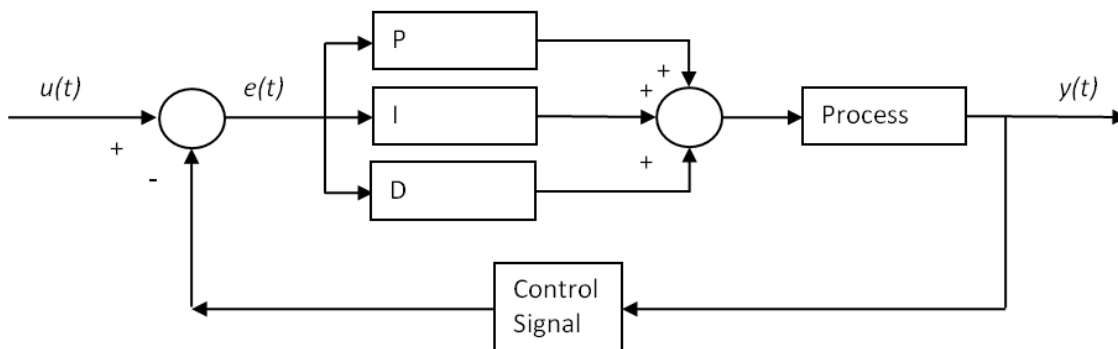 P
u(t)
e(t)
+
+
I
Process
y(t)
+
-
D
+
Control
Signal